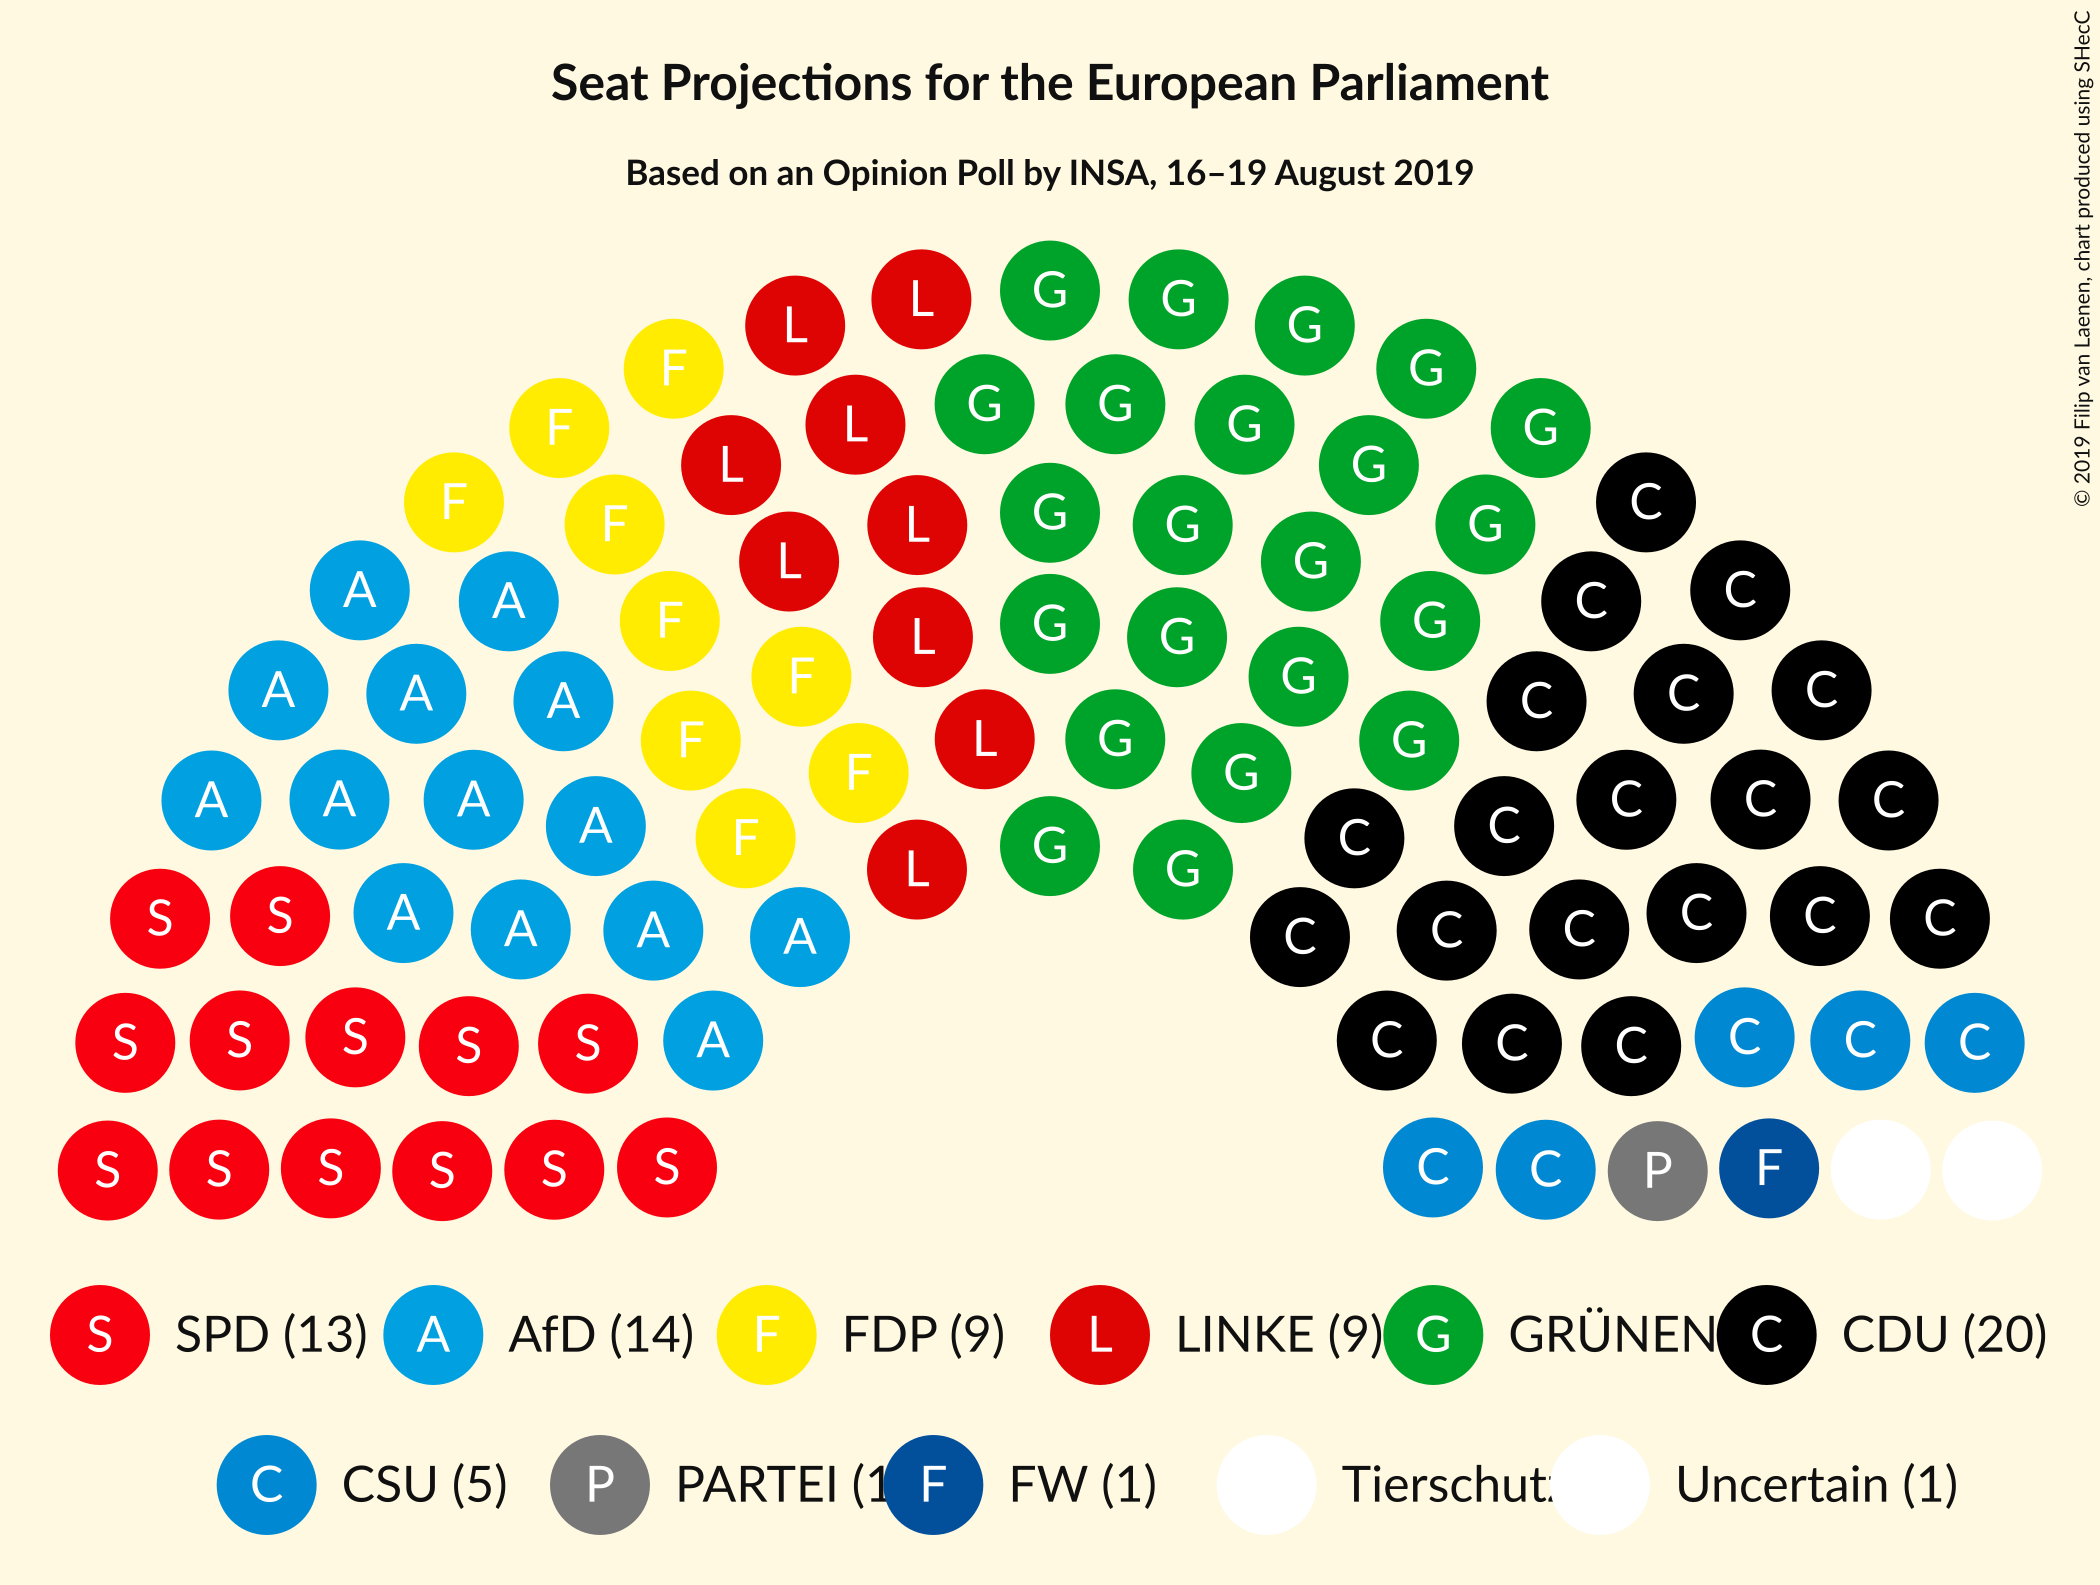 Seat Projections for the European Parliament
Based on an Opinion Poll by INSA, 16–19 August 2019
© 2019 Filip van Laenen, chart produced using SHecC
L L G G G
F L G G G G
F L G G G G G
F F L L G G G G C
A A F L G G G G C C
A A A F F L G G G C C C
A A A A F F G G C C C C C
S S A A A A F L G G C C C C C C C
S S S S S A C C C C C C
S S S S S S C C P F
S SPD (13) A AfD (14) F FDP (9) L LINKE (9) G GRÜNEN C CDU (20)
C CSU (5) P PARTEI (1 F FW (1) Tierschutz Uncertain (1)